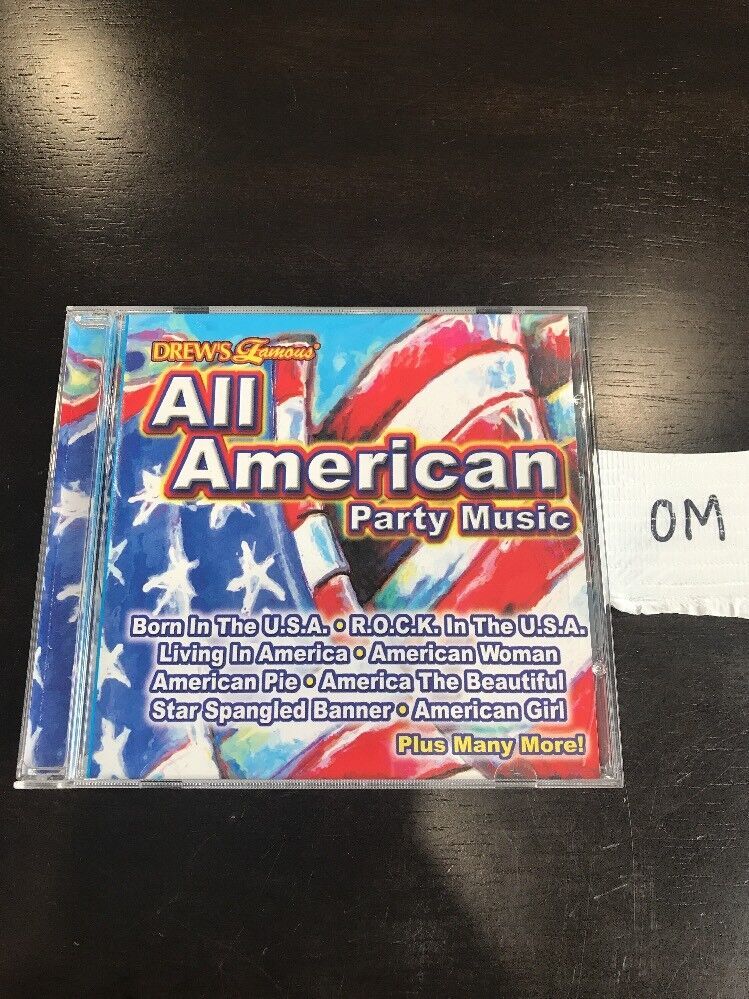 DREW'S Famous®
All
American
Party Music
OM
Born In The U.S.A. • R.O.C.K. In The U.S.A.
Living In America • American Woman
American Pie • America The Beautiful
Star Spangled Banner • American Girl
Plus Many More!